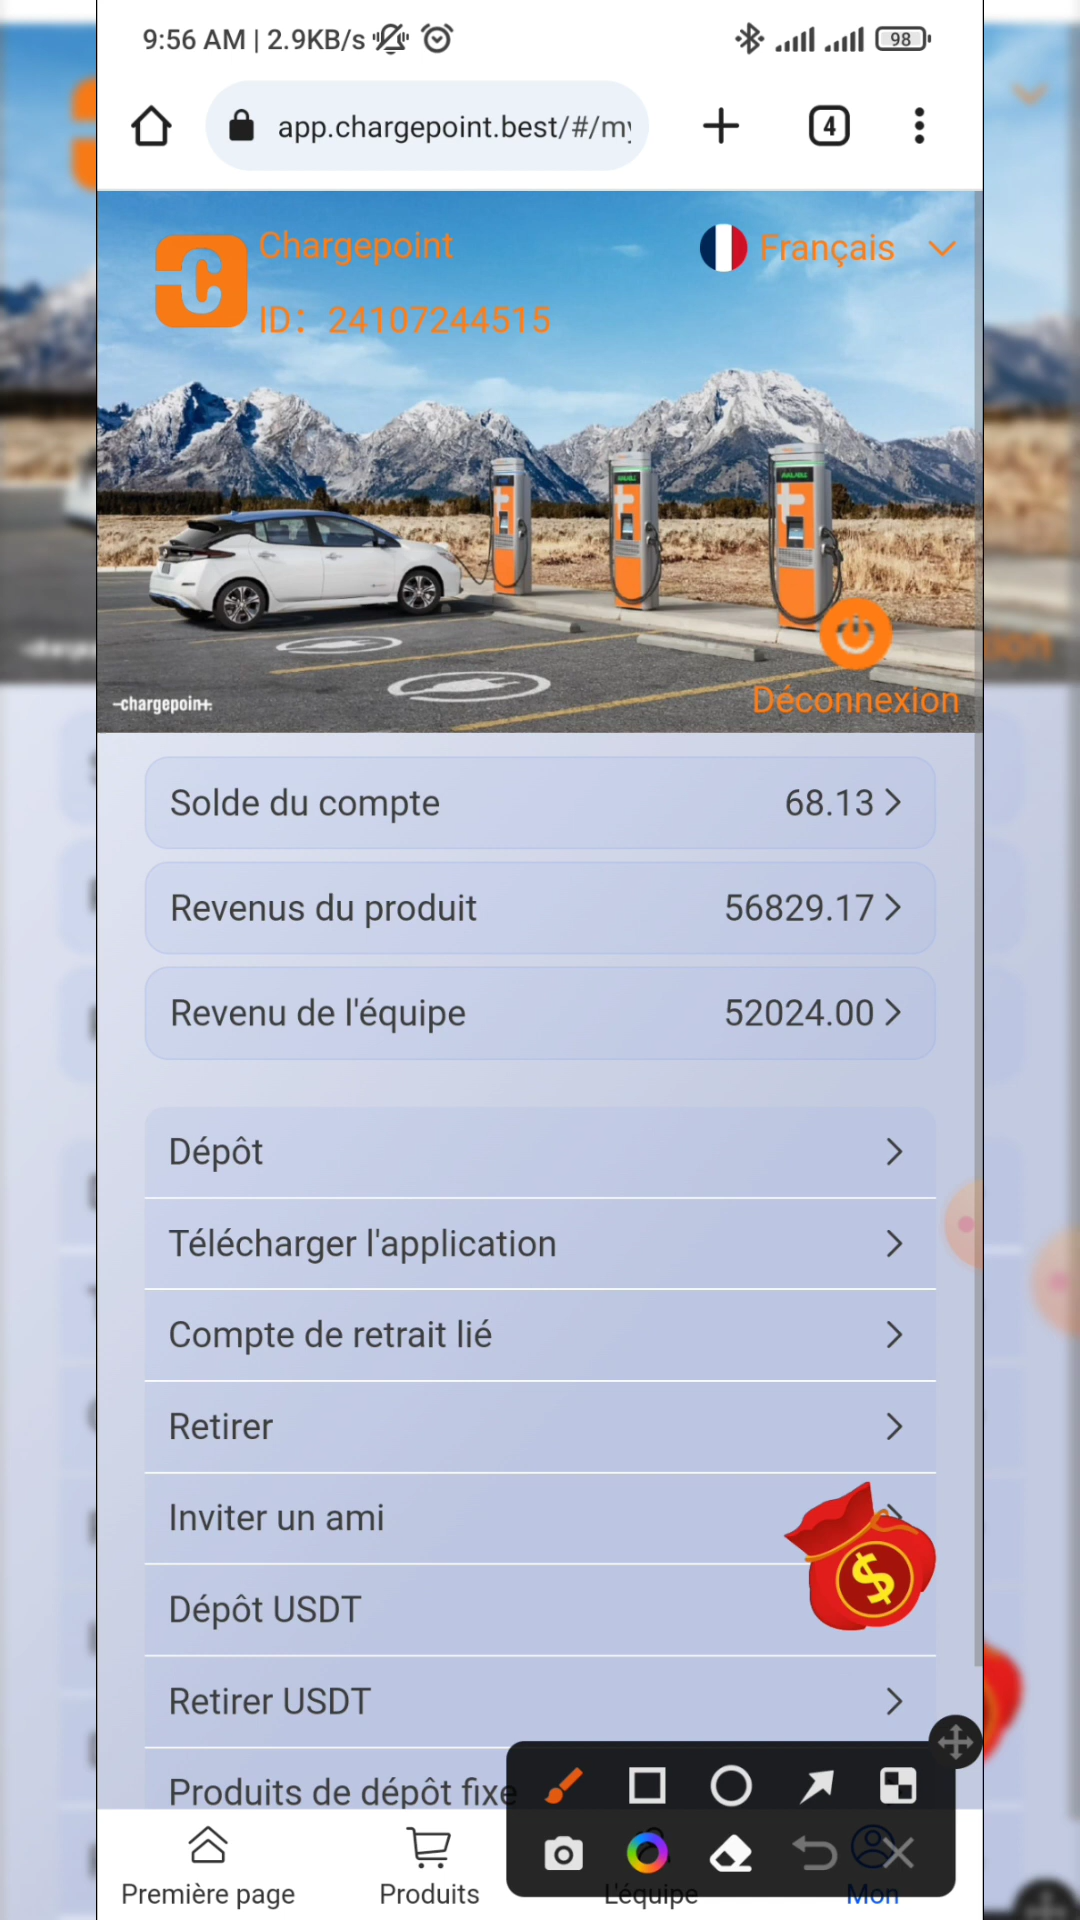 9:56 AM | 2.9KB/s
98
app.chargepoint.best/#/my
4
Chargepoint
Français
ID: 24107244515
-chargepoin+.
Déconnexion
Solde du compte 68.13
Revenus du produit 56829.17
Revenu de l'équipe 52024.00
Dépôt
Télécharger l'application
Compte de retrait lié
Retirer
Inviter un ami
$
Dépôt USDT
Retirer USDT
Produits de dépôt fixe
Première page
Produits
L'équipe
Mon